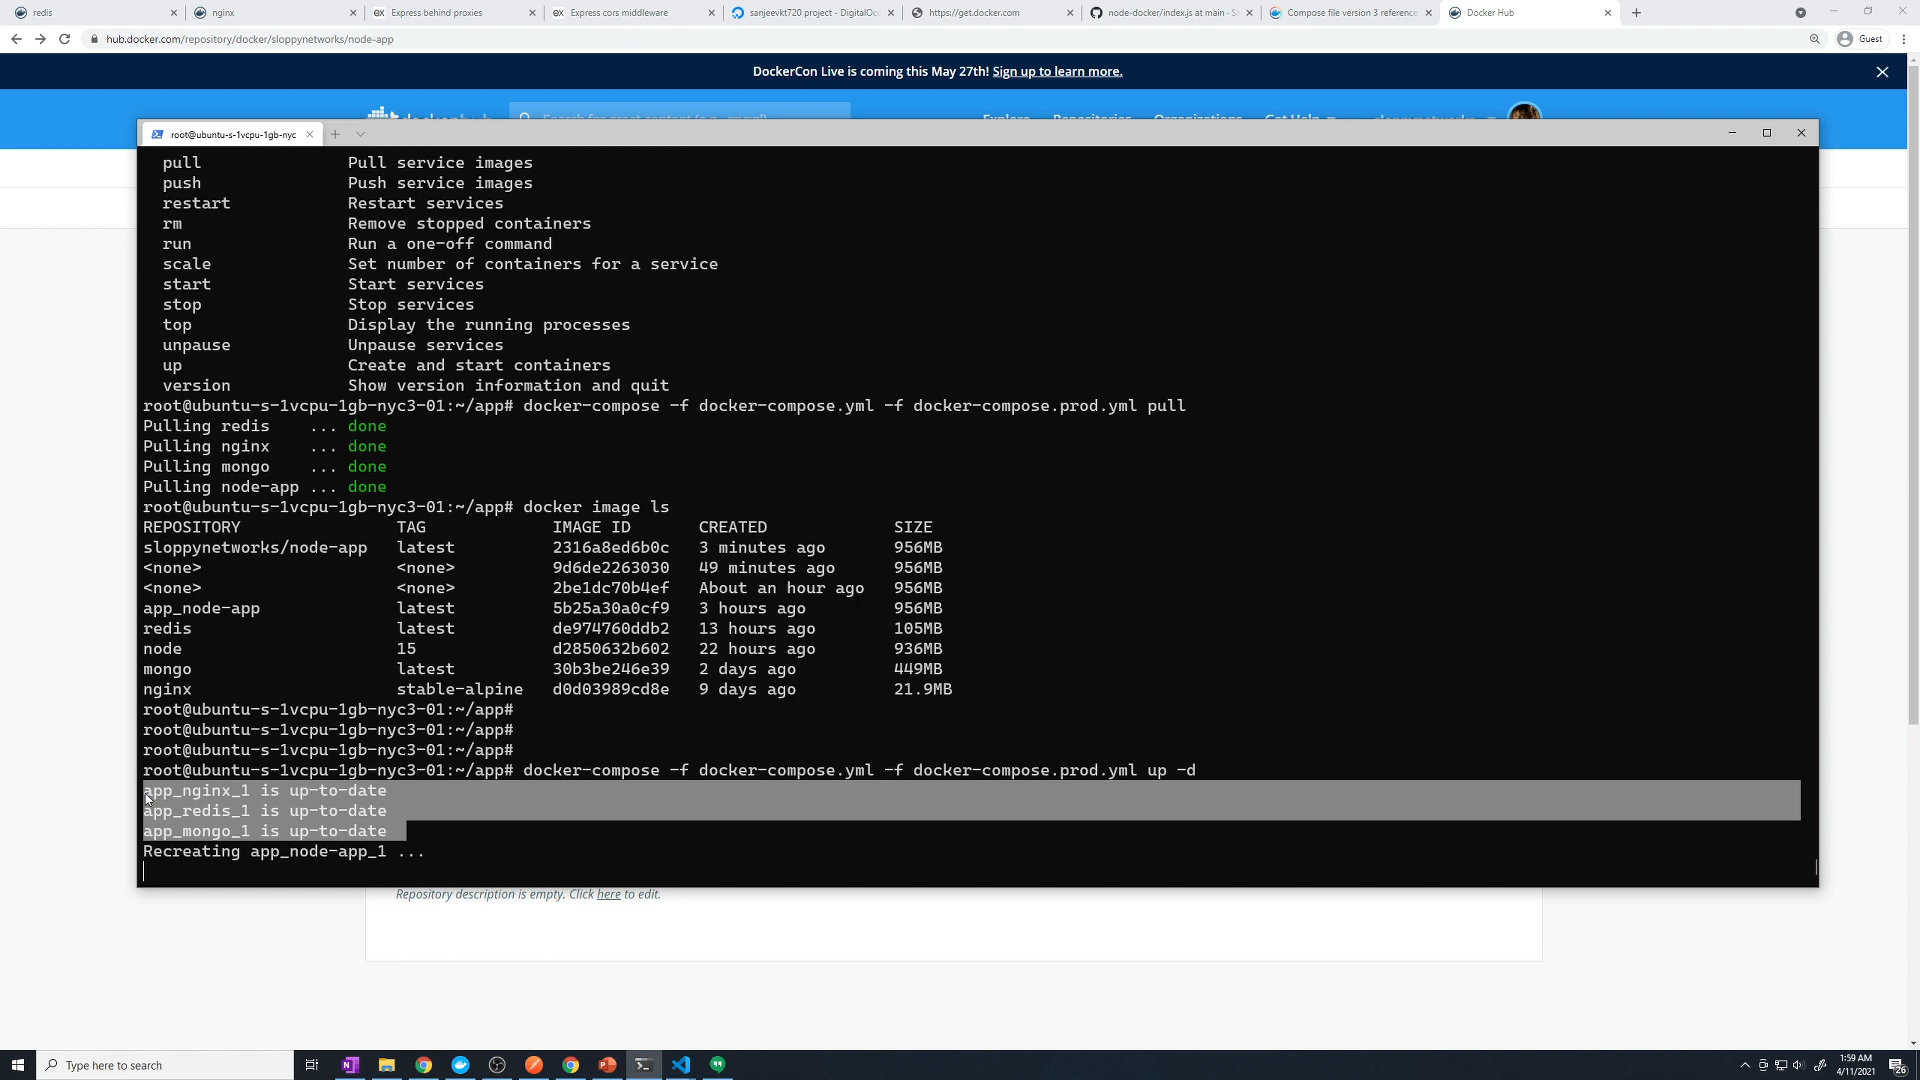 redis
nginx
Express behind proxies
Express cors middleware
sanjeevkt720 project - DigitalOc
https://get.docker.com
node-docker/index.js at main · S
Compose file version 3 reference
Docker Hub
hub.docker.com/repository/docker/sloppynetworks/node-app
Guest
DockerCon Live is coming this May 27th! Sign up to learn more.
root@ubuntu-s-1vcpu-1gb-nyc
pull Pull service images
push Push service images
restart Restart services
rm Remove stopped containers
run Run a one-off command
scale Set number of containers for a service
start Start services
stop Stop services
top Display the running processes
unpause Unpause services
up Create and start containers
version Show version information and quit
root@ubuntu-s-1vcpu-1gb-nyc3-01:~/app# docker-compose -f docker-compose.yml -f docker-compose.prod.yml pull
Pulling redis ... done
Pulling nginx ... done
Pulling mongo ... done
Pulling node-app ... done
root@ubuntu-s-1vcpu-1gb-nyc3-01:~/app# docker image ls
REPOSITORY TAG IMAGE ID CREATED SIZE
sloppynetworks/node-app latest 2316a8ed6b0c 3 minutes ago 956MB
<none> <none> 9d6de2263030 49 minutes ago 956MB
<none> <none> 2be1dc70b4ef About an hour ago 956MB
app_node-app latest 5b25a30a0cf9 3 hours ago 956MB
redis latest de974760ddb2 13 hours ago 105MB
node 15 d2850632b602 22 hours ago 936MB
mongo latest 30b3be246e39 2 days ago 449MB
nginx stable-alpine d0d03989cd8e 9 days ago 21.9MB
root@ubuntu-s-1vcpu-1gb-nyc3-01:~/app#
root@ubuntu-s-1vcpu-1gb-nyc3-01:~/app#
root@ubuntu-s-1vcpu-1gb-nyc3-01:~/app#
root@ubuntu-s-1vcpu-1gb-nyc3-01:~/app# docker-compose -f docker-compose.yml -f docker-compose.prod.yml up -d
app_nginx_1 is up-to-date
app_redis_1 is up-to-date
app_mongo_1 is up-to-date
Recreating app_node-app_1 ...
Repository description is empty. Click here to edit.
Type here to search
1:59 AM
4/11/2021
26